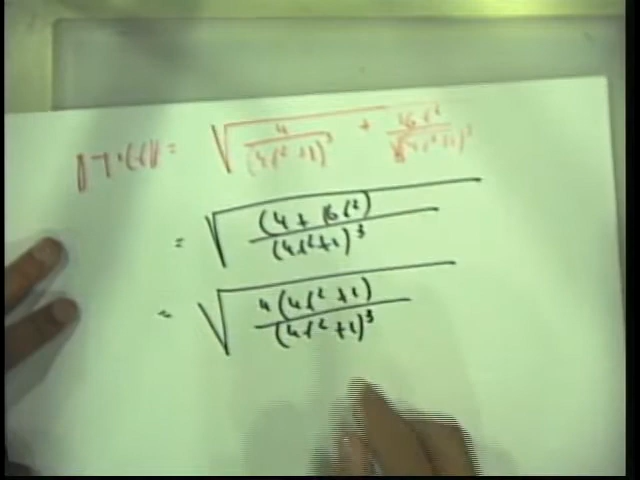 ||T'(t)|| = √( 4/(4t²+1)³ + 16t²/(4t²+1)³ )
= √( (4 + 16t²)/(4t²+1)³ )
= √( 4(4t²+1)/(4t²+1)³ )